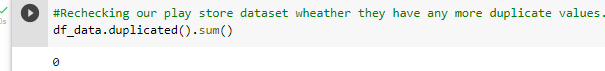 #Rechecking our play store dataset wheather they have any more duplicate values.
df_data.duplicated().sum()
0